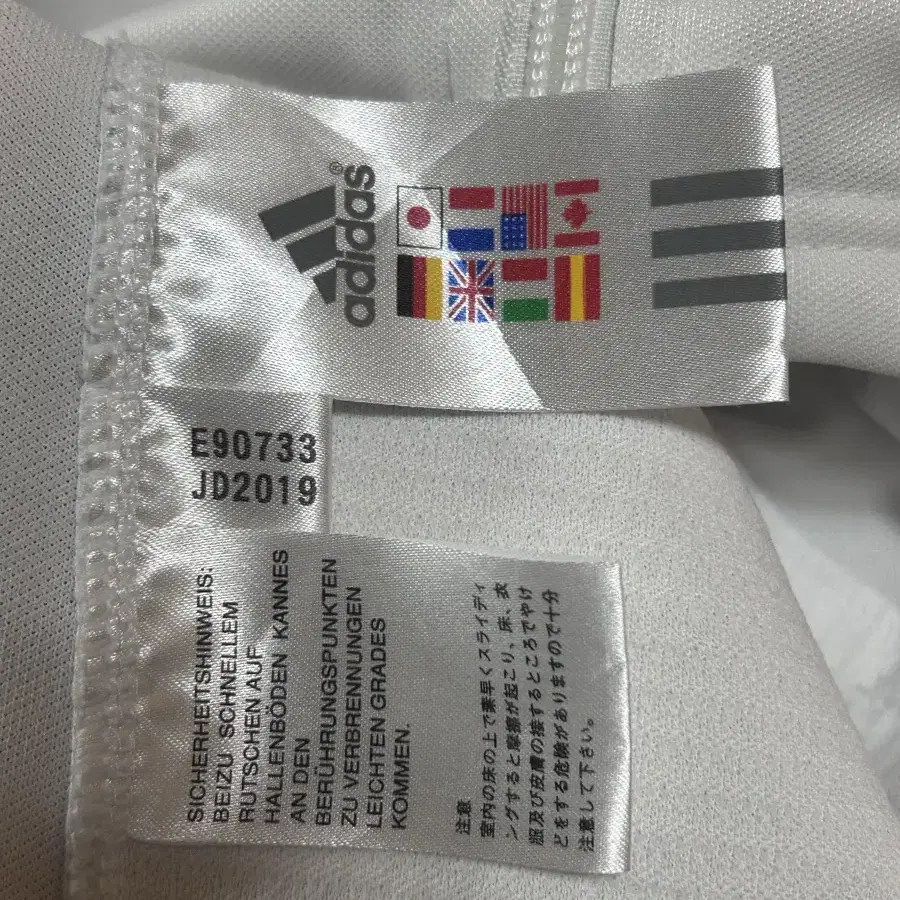 adidas®
E90733
JD2019
SICHERHEITSHINWEIS:
BEIZU SCHNELLEM
RUTSCHEN AUF
HALLENBÖDEN KANNES
AN DEN
BERÜHRUNGSPUNKTEN
ZU VERBRENNUNGEN
LEICHTEN GRADES
KOMMEN.
注意
室内の床の上で素早くスライディ
ングすると摩擦が起こり、床、衣
服及び皮膚の接するところでやけ
どをする危険がありますので十分
注意して下さい。